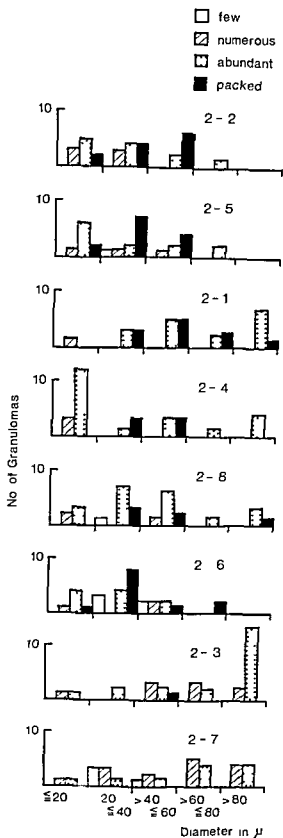 few
numerous
abundant
packed
10
2-2
10
2-5
10
2-1
10
2-4
10
2-8
10
2 6
10
2-3
10
2-7
No of Granulomas
≦20 20 ≦40 >40 ≦60 >60 ≦80 >80
Diameter in μ